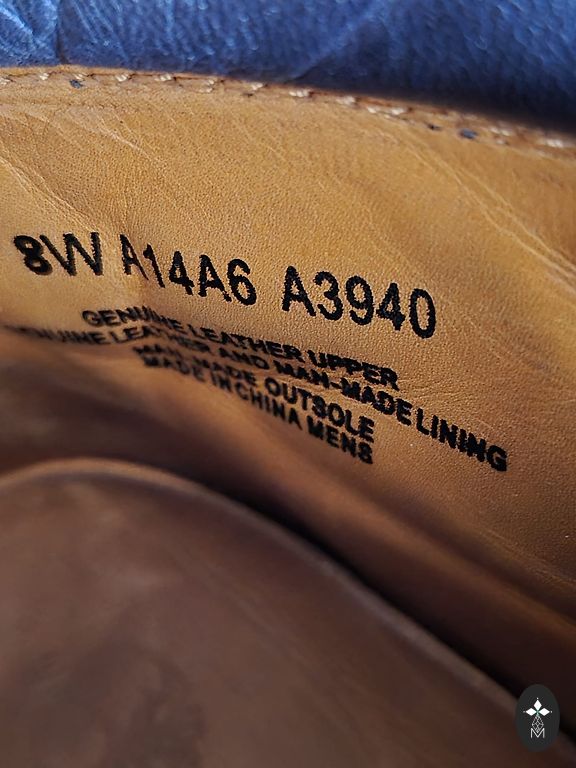 8W A14A6 A3940
GENUINE LEATHER UPPER
GENUINE LEATHER AND MAN-MADE LINING
MAN-MADE OUTSOLE
MADE IN CHINA MENS
M